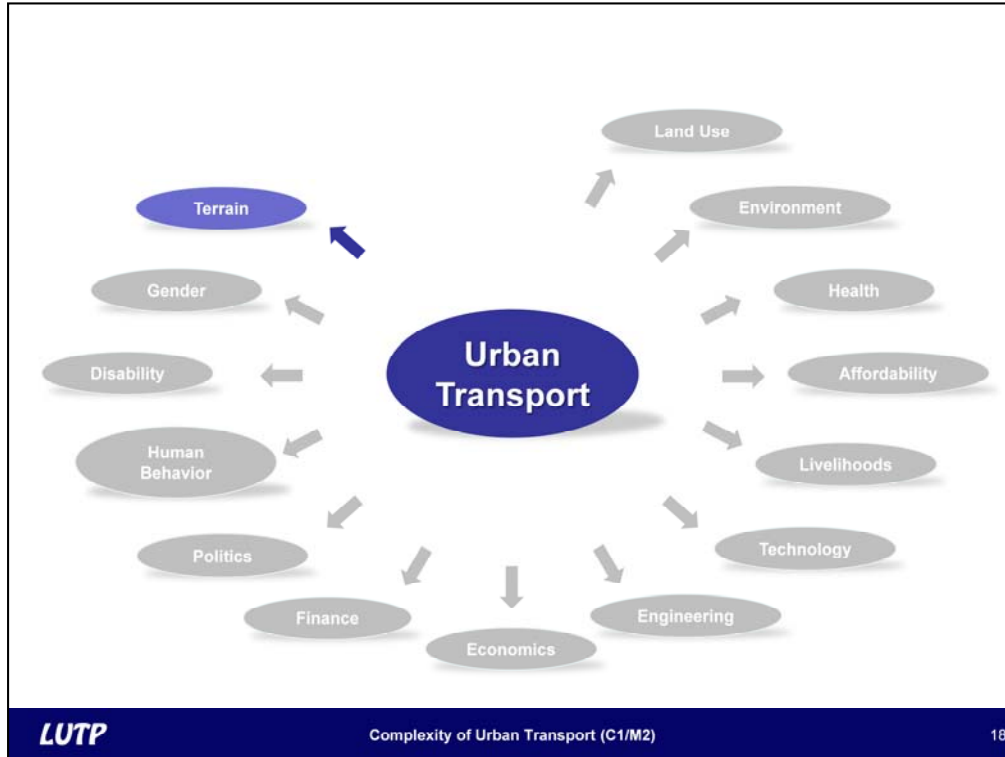 Land Use
Terrain
Environment
Gender
Health
Urban
Transport
Disability
Affordability
Human
Behavior
Livelihoods
Politics
Technology
Finance
Engineering
Economics
LUTP
Complexity of Urban Transport (C1/M2)
18